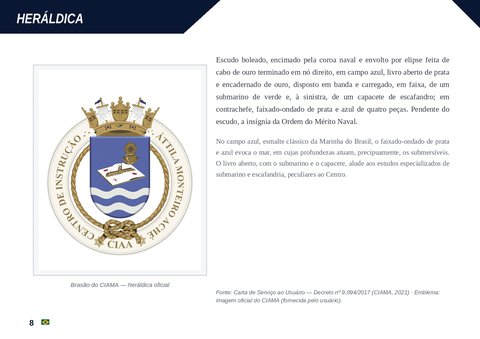 HERÁLDICA
Escudo boleado, encimado pela coroa naval e envolto por elipse feita de
cabo de ouro terminado em nó direito, em campo azul, livro aberto de prata
e encadernado de ouro, disposto em banda e carregado, em faixa, de um
submarino de verde e, à sinistra, de um capacete de escafandro; em
contrachefe, faixado-ondado de prata e azul de quatro peças. Pendente do
escudo, a insígnia da Ordem do Mérito Naval.
No campo azul, esmalte clássico da Marinha do Brasil, o faixado-ondado de prata
e azul evoca o mar, em cujas profundezas atuam, precipuamente, os submersíveis.
O livro aberto, com o submarino e o capacete, alude aos estudos especializados de
submarino e escafandria, peculiares ao Centro.
CENTRO DE INSTRUÇÃO
ÁTTILA MONTEIRO ACHÉ
CIAA
Brasão do CIAMA — heráldica oficial
Fonte: Carta de Serviço ao Usuário — Decreto nº 9.094/2017 (CIAMA, 2021) · Emblema:
imagem oficial do CIAMA (fornecida pelo usuário).
8